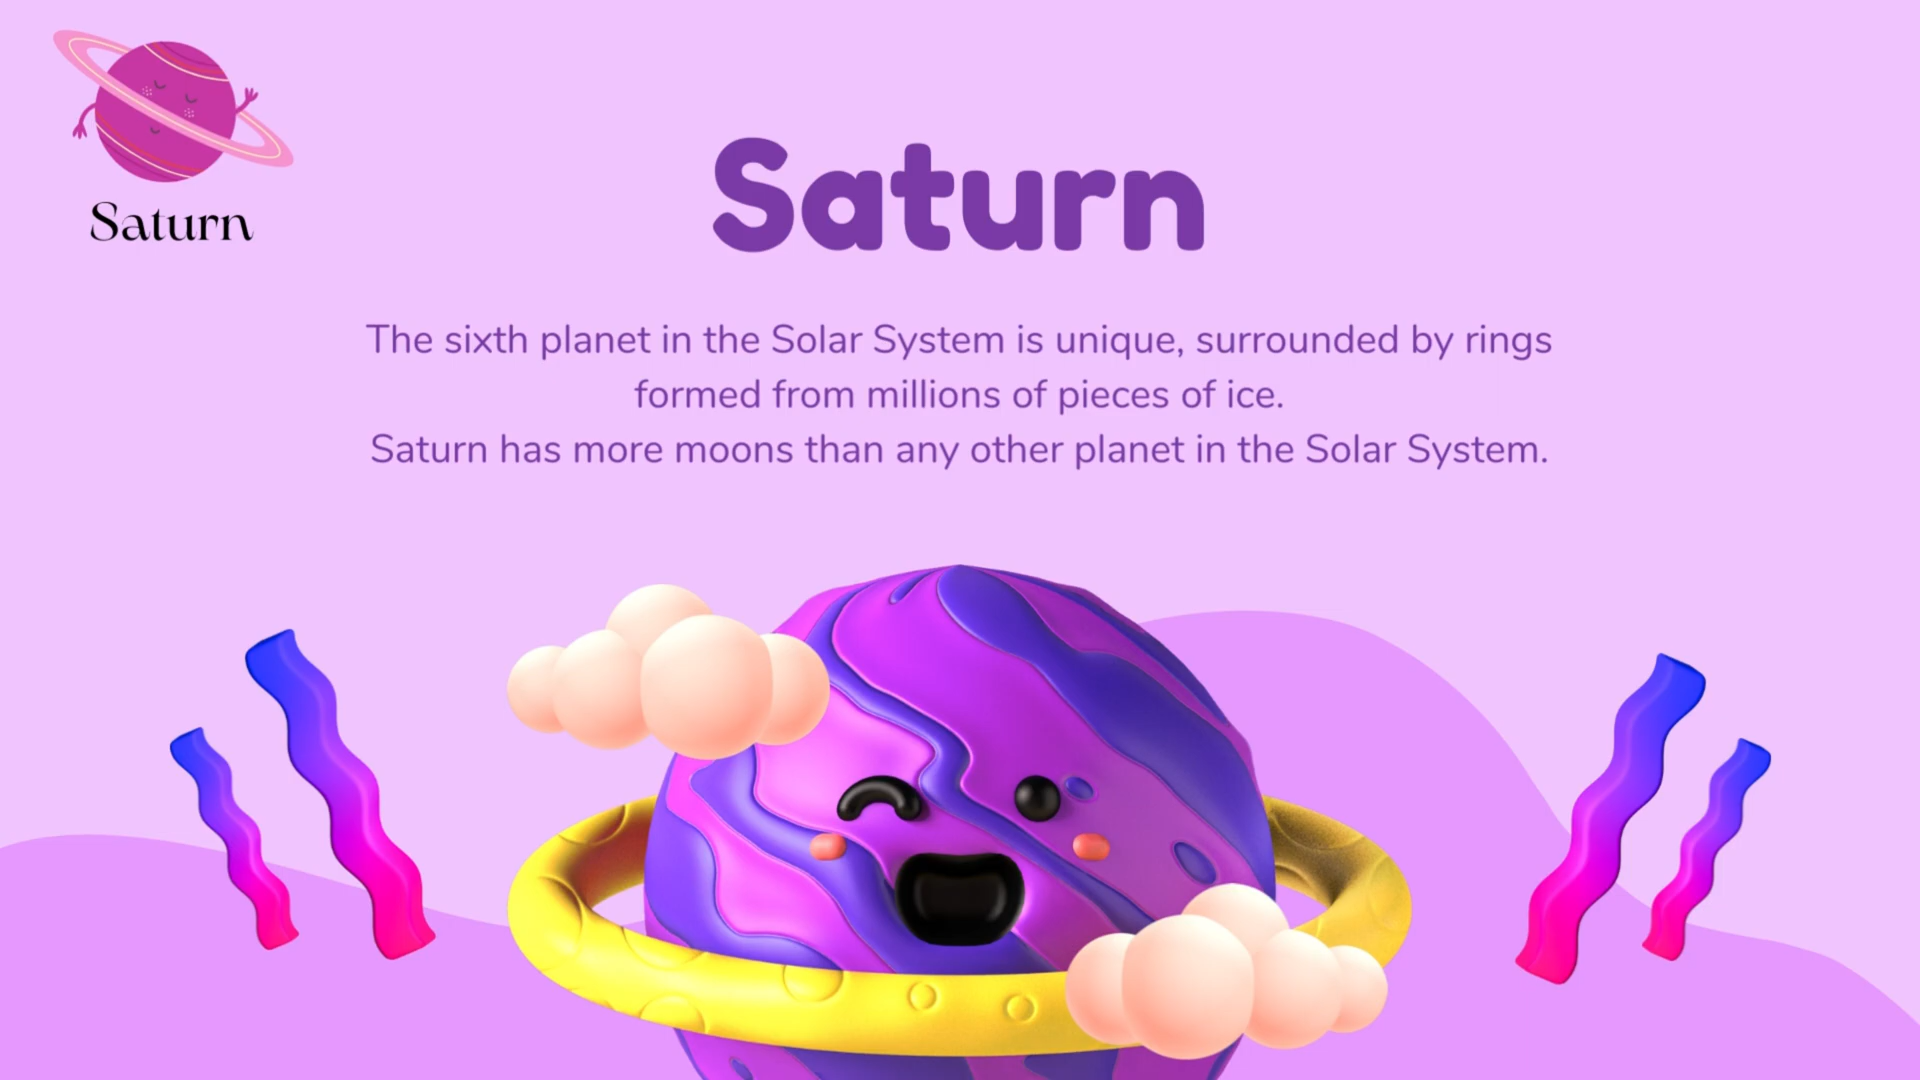 Saturn
Saturn
The sixth planet in the Solar System is unique, surrounded by rings
formed from millions of pieces of ice.
Saturn has more moons than any other planet in the Solar System.